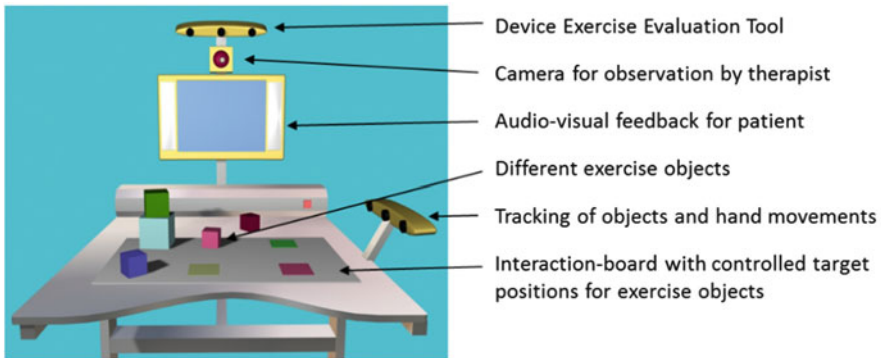 Device Exercise Evaluation Tool
Camera for observation by therapist
Audio-visual feedback for patient
Different exercise objects
Tracking of objects and hand movements
Interaction-board with controlled target
positions for exercise objects